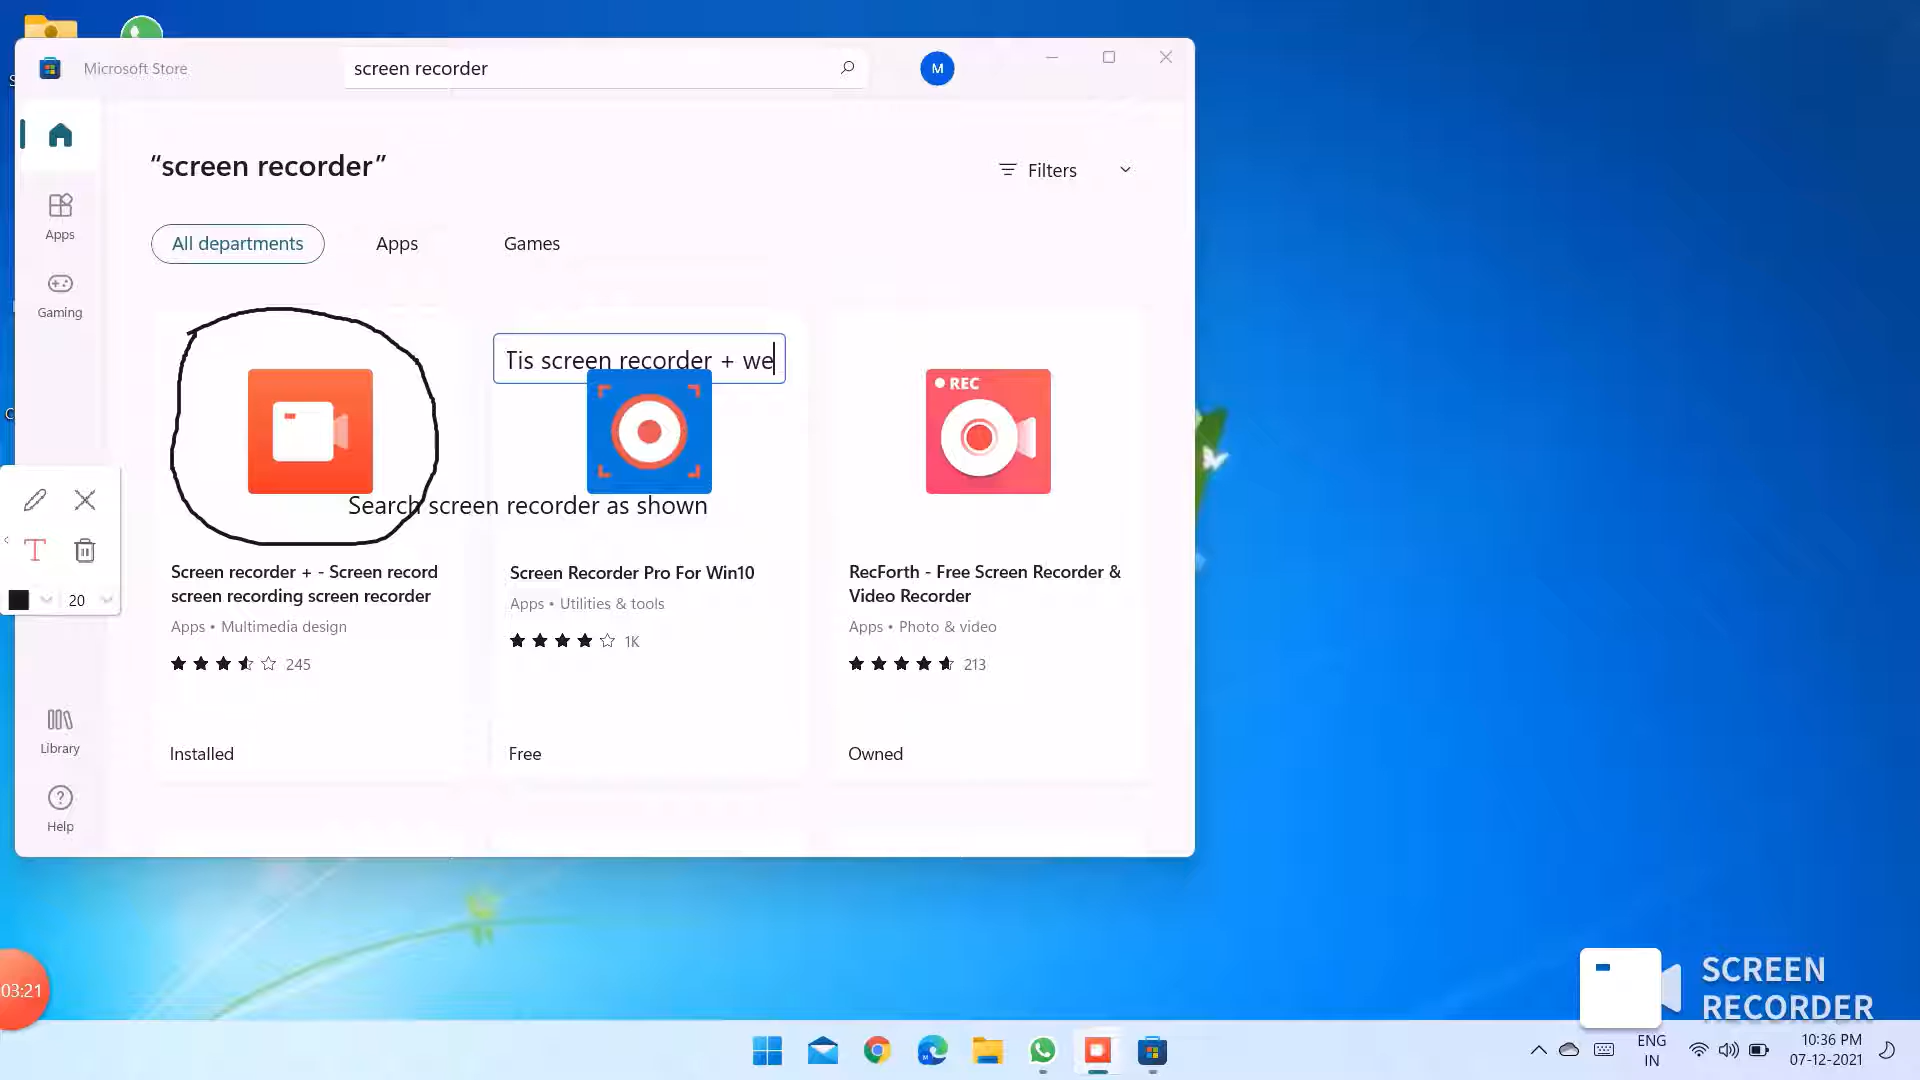 Microsoft Store
screen recorder
M
“screen recorder”
Filters
All departments
Apps
Games
Apps
Gaming
Tis screen recorder + we
REC
Search screen recorder as shown
Screen recorder + - Screen record
screen recording screen recorder
Apps • Multimedia design
245
Installed
Screen Recorder Pro For Win10
Apps • Utilities & tools
1K
Free
RecForth - Free Screen Recorder &
Video Recorder
Apps • Photo & video
213
Owned
T
20
Library
Help
03:21
SCREEN
RECORDER
ENG
IN
10:36 PM
07-12-2021